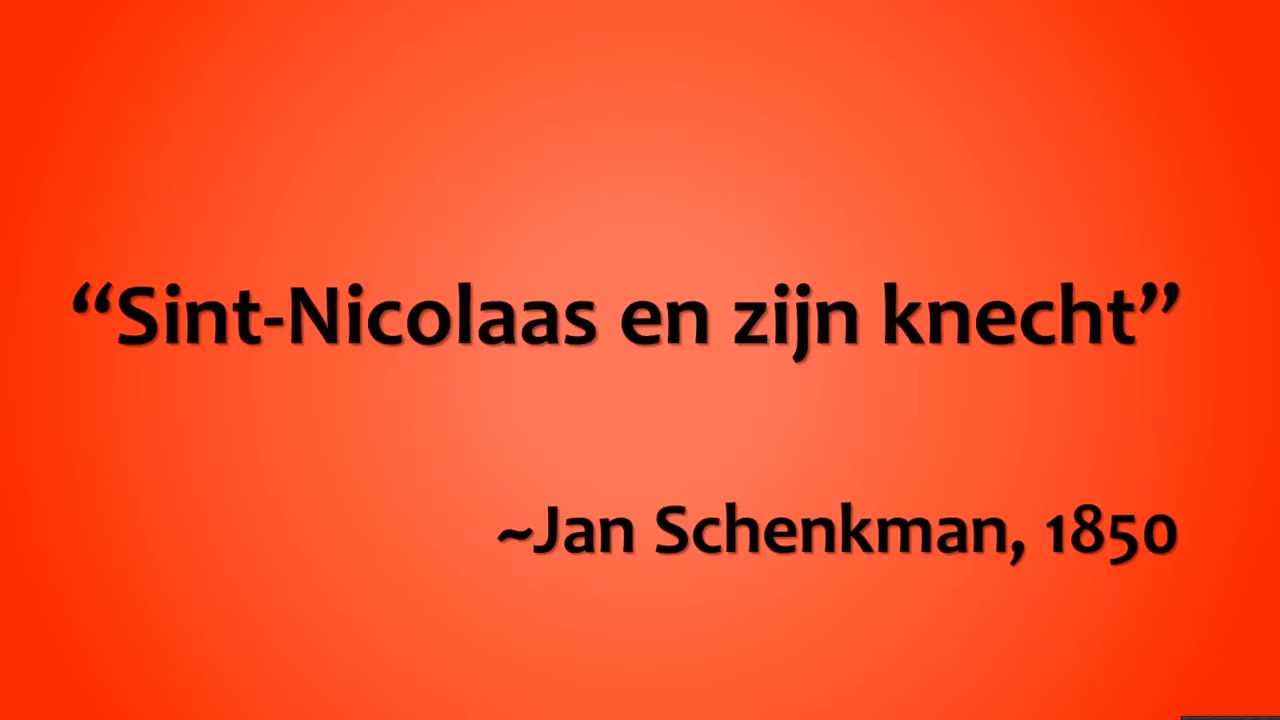 “Sint-Nicolaas en zijn knecht”
~Jan Schenkman, 1850